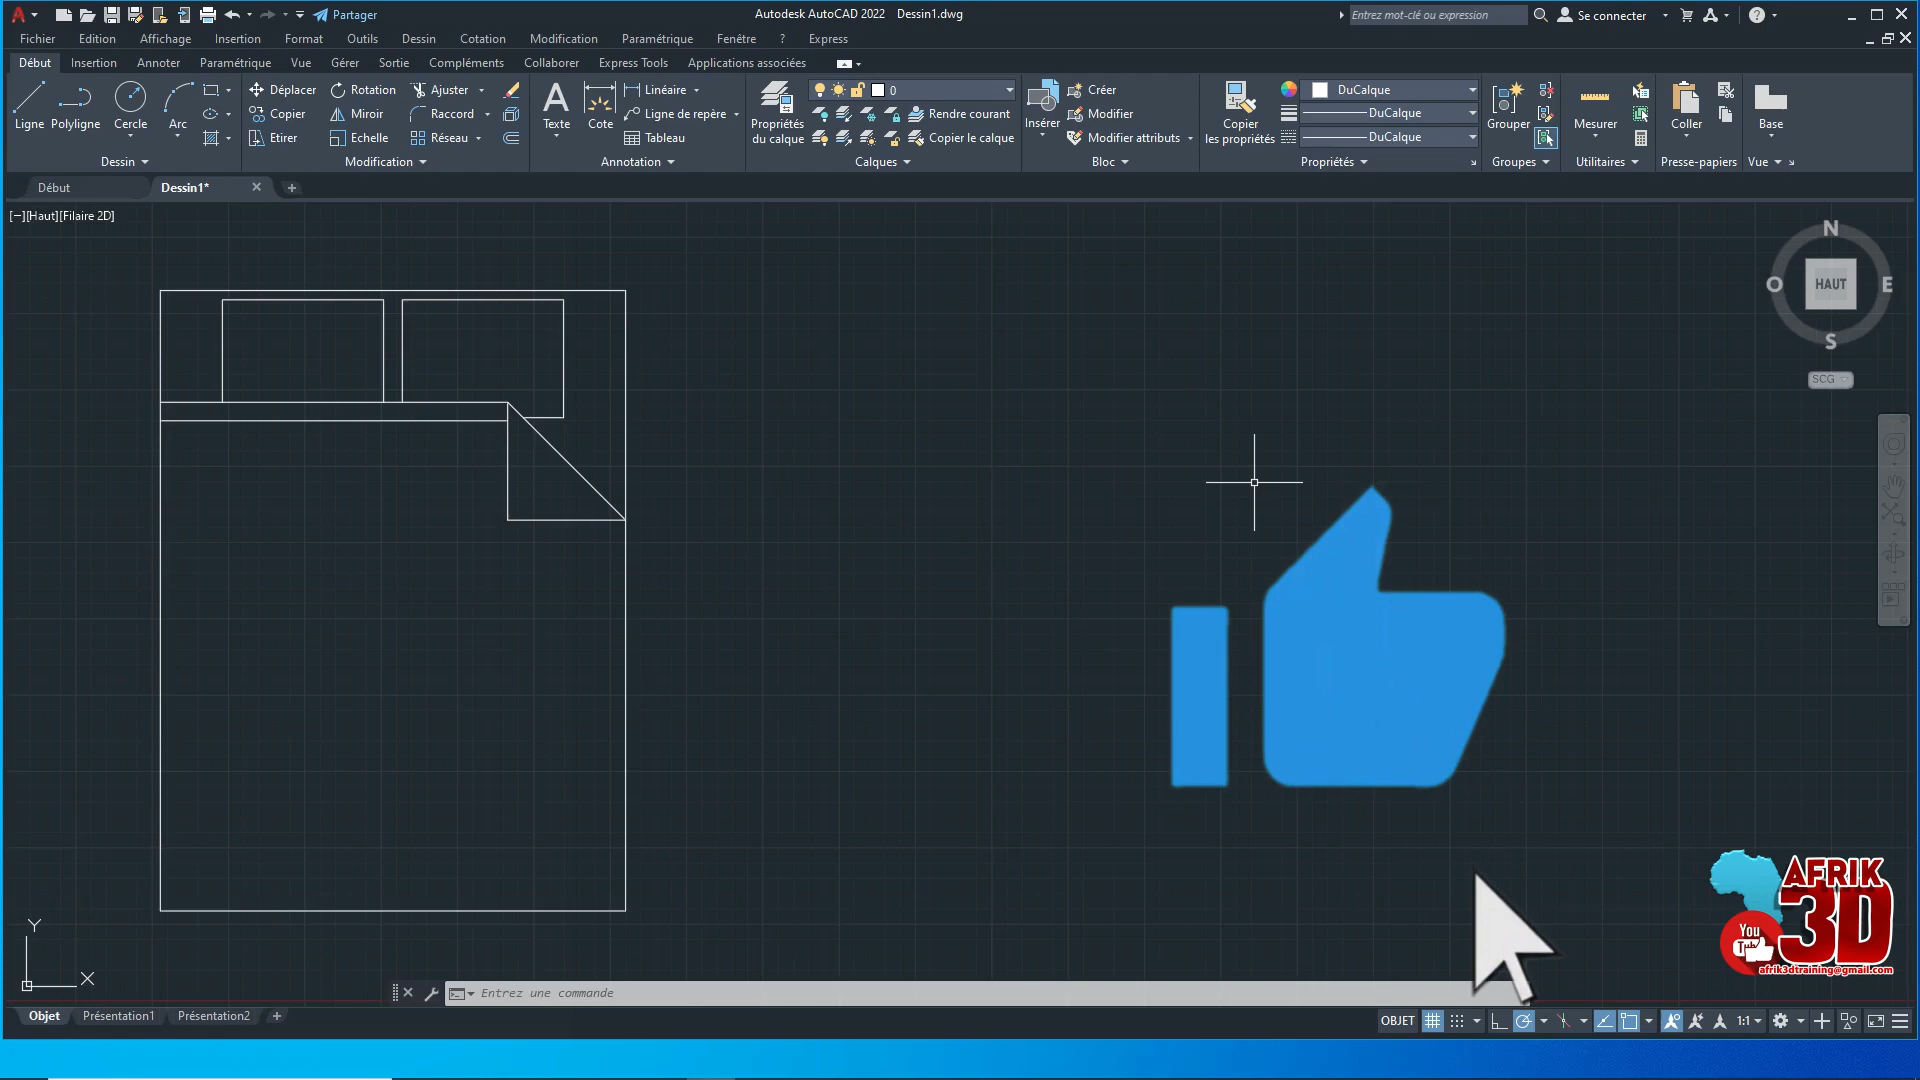 Partager
Autodesk AutoCAD 2022 Dessin1.dwg
Entrez mot-clé ou expression
Se connecter
?
Fichier Edition Affichage Insertion Format Outils Dessin Cotation Modification Paramétrique Fenêtre ? Express
Début Insertion Annoter Paramétrique Vue Gérer Sortie Compléments Collaborer Express Tools Applications associées
Ligne Polyligne Cercle Arc
Dessin
Déplacer Rotation Ajuster
Copier Miroir Raccord
Etirer Echelle Réseau
Modification
Texte Cote
Linéaire
Ligne de repère
Tableau
Annotation
Propriétés
du calque
0
Rendre courant
Copier le calque
Calques
Insérer
Créer
Modifier
Modifier attributs
Bloc
Copier
les propriétés
DuCalque
DuCalque
DuCalque
Propriétés
Grouper
Groupes
Mesurer
Utilitaires
Coller
Presse-papiers
Base
Vue
Début Dessin1*
[−][Haut][Filaire 2D]
N
O HAUT E
S
SCG
Y
X
AFRIK
3D
You
Tube
afrik3dtraining@gmail.com
Entrez une commande
Objet Présentation1 Présentation2
OBJET
1:1